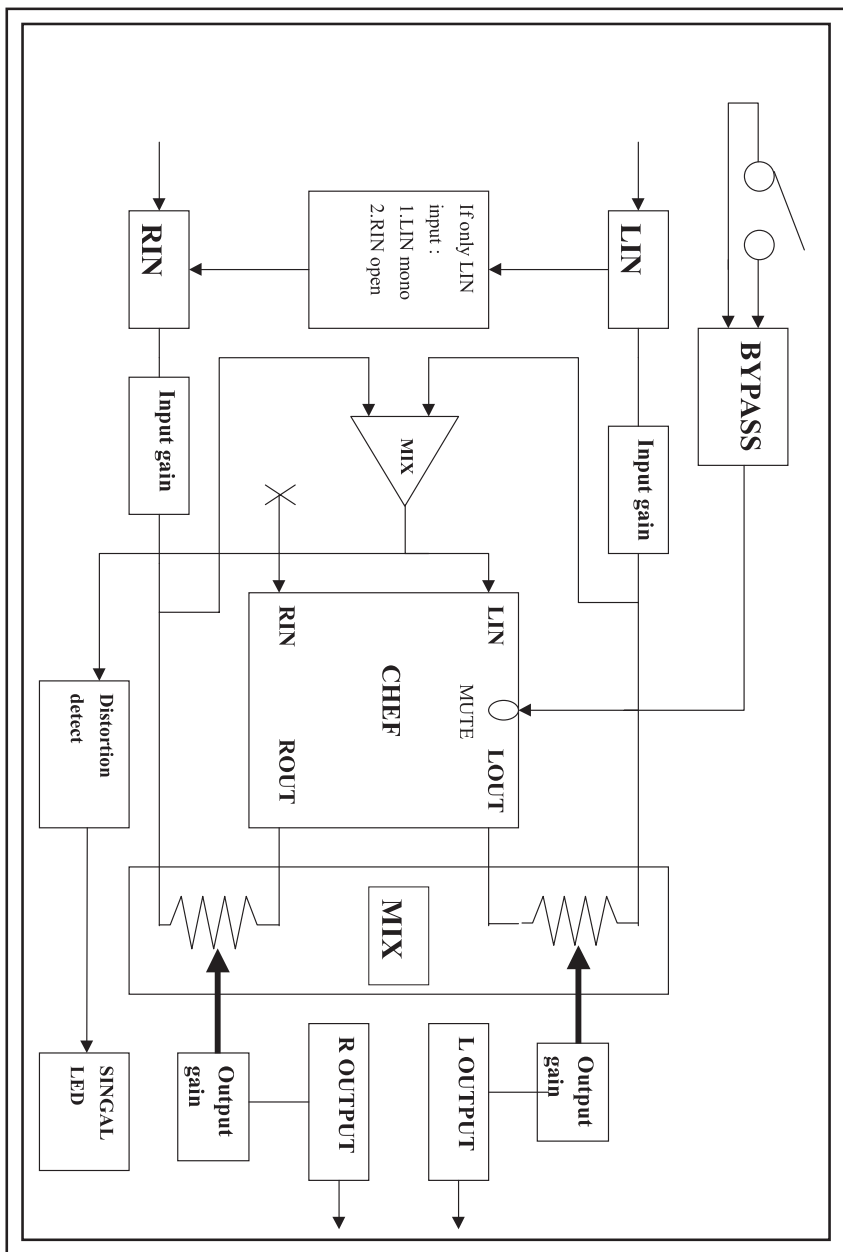 BYPASS
LIN
Input gain
If only LIN
input :
1.LIN mono
2.RIN open
RIN
Input gain
MIX
LIN
MUTE
LOUT
CHEF
RIN
ROUT
Distortion
detect
MIX
Output
gain
L OUTPUT
R OUTPUT
Output
gain
SINGAL
LED